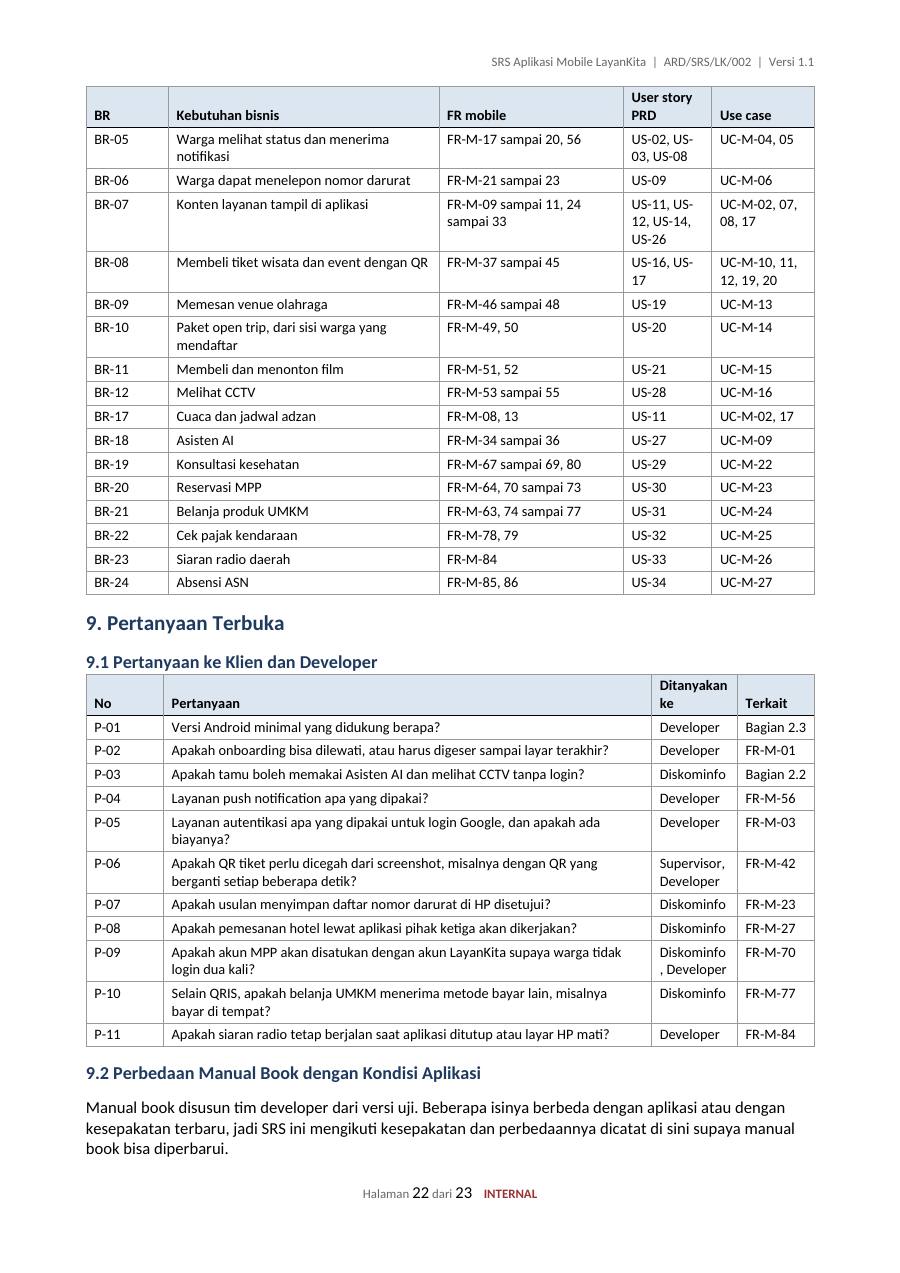 SRS Aplikasi Mobile LayanKita | ARD/SRS/LK/002 | Versi 1.1
BR Kebutuhan bisnis FR mobile User story PRD Use case
BR-05 Warga melihat status dan menerima notifikasi FR-M-17 sampai 20, 56 US-02, US-03, US-08 UC-M-04, 05
BR-06 Warga dapat menelepon nomor darurat FR-M-21 sampai 23 US-09 UC-M-06
BR-07 Konten layanan tampil di aplikasi FR-M-09 sampai 11, 24 sampai 33 US-11, US-12, US-14, US-26 UC-M-02, 07, 08, 17
BR-08 Membeli tiket wisata dan event dengan QR FR-M-37 sampai 45 US-16, US-17 UC-M-10, 11, 12, 19, 20
BR-09 Memesan venue olahraga FR-M-46 sampai 48 US-19 UC-M-13
BR-10 Paket open trip, dari sisi warga yang mendaftar FR-M-49, 50 US-20 UC-M-14
BR-11 Membeli dan menonton film FR-M-51, 52 US-21 UC-M-15
BR-12 Melihat CCTV FR-M-53 sampai 55 US-28 UC-M-16
BR-17 Cuaca dan jadwal adzan FR-M-08, 13 US-11 UC-M-02, 17
BR-18 Asisten AI FR-M-34 sampai 36 US-27 UC-M-09
BR-19 Konsultasi kesehatan FR-M-67 sampai 69, 80 US-29 UC-M-22
BR-20 Reservasi MPP FR-M-64, 70 sampai 73 US-30 UC-M-23
BR-21 Belanja produk UMKM FR-M-63, 74 sampai 77 US-31 UC-M-24
BR-22 Cek pajak kendaraan FR-M-78, 79 US-32 UC-M-25
BR-23 Siaran radio daerah FR-M-84 US-33 UC-M-26
BR-24 Absensi ASN FR-M-85, 86 US-34 UC-M-27
9. Pertanyaan Terbuka
9.1 Pertanyaan ke Klien dan Developer
No Pertanyaan Ditanyakan ke Terkait
P-01 Versi Android minimal yang didukung berapa? Developer Bagian 2.3
P-02 Apakah onboarding bisa dilewati, atau harus digeser sampai layar terakhir? Developer FR-M-01
P-03 Apakah tamu boleh memakai Asisten AI dan melihat CCTV tanpa login? Diskominfo Bagian 2.2
P-04 Layanan push notification apa yang dipakai? Developer FR-M-56
P-05 Layanan autentikasi apa yang dipakai untuk login Google, dan apakah ada biayanya? Developer FR-M-03
P-06 Apakah QR tiket perlu dicegah dari screenshot, misalnya dengan QR yang berganti setiap beberapa detik? Supervisor, Developer FR-M-42
P-07 Apakah usulan menyimpan daftar nomor darurat di HP disetujui? Diskominfo FR-M-23
P-08 Apakah pemesanan hotel lewat aplikasi pihak ketiga akan dikerjakan? Diskominfo FR-M-27
P-09 Apakah akun MPP akan disatukan dengan akun LayanKita supaya warga tidak login dua kali? Diskominfo , Developer FR-M-70
P-10 Selain QRIS, apakah belanja UMKM menerima metode bayar lain, misalnya bayar di tempat? Diskominfo FR-M-77
P-11 Apakah siaran radio tetap berjalan saat aplikasi ditutup atau layar HP mati? Developer FR-M-84
9.2 Perbedaan Manual Book dengan Kondisi Aplikasi
Manual book disusun tim developer dari versi uji. Beberapa isinya berbeda dengan aplikasi atau dengan
kesepakatan terbaru, jadi SRS ini mengikuti kesepakatan dan perbedaannya dicatat di sini supaya manual
book bisa diperbarui.
Halaman 22 dari 23 INTERNAL